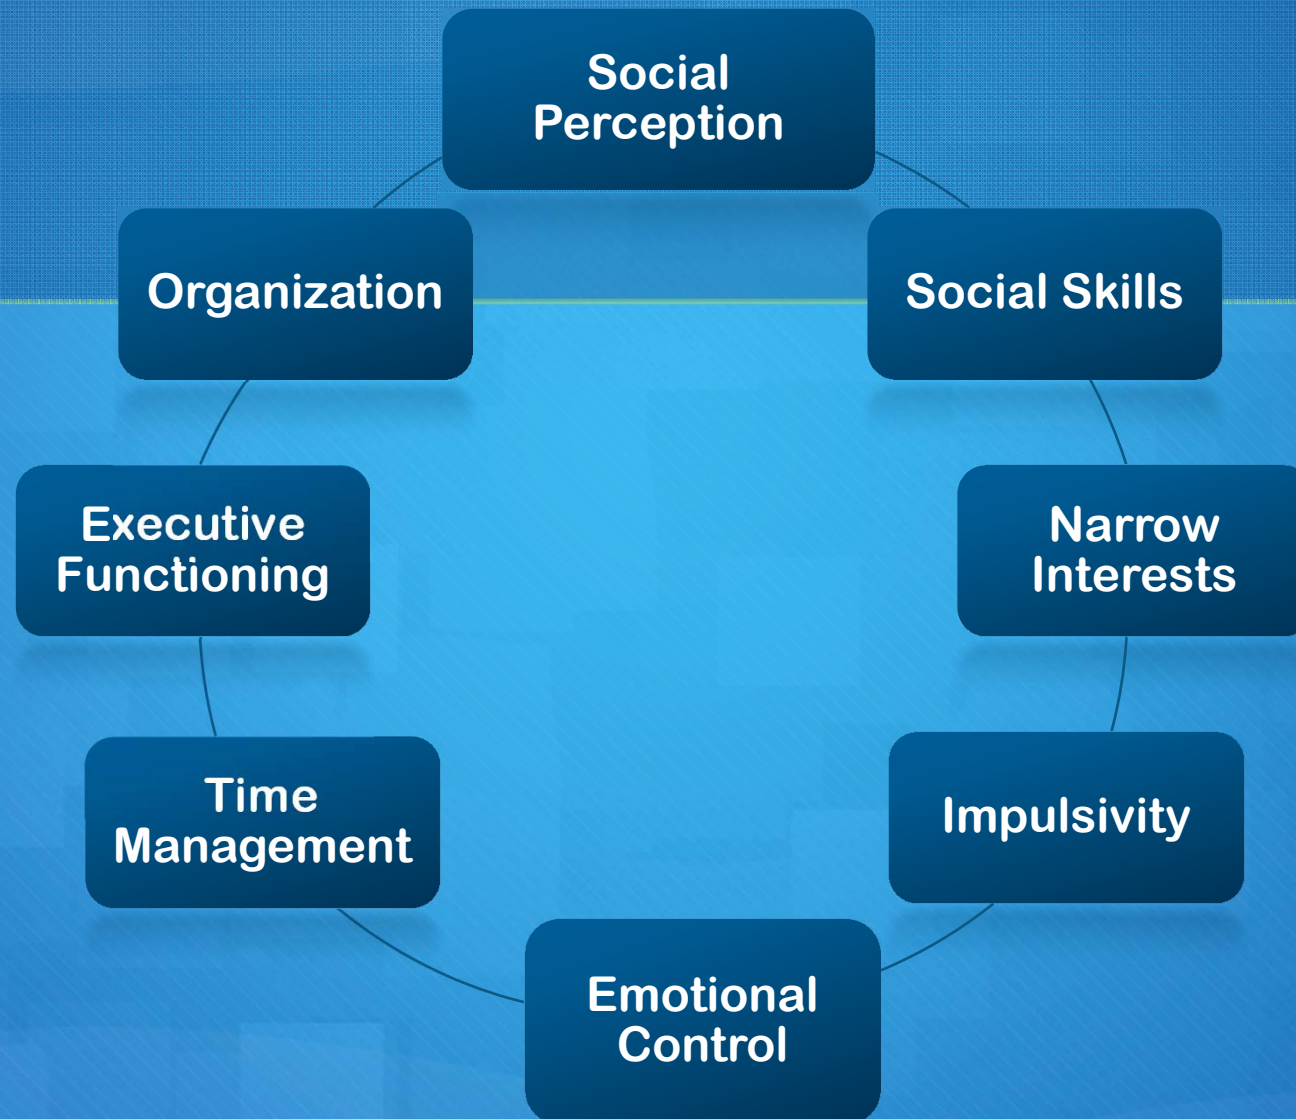 Social
Perception
Organization
Social Skills
Executive
Functioning
Narrow
Interests
Time
Management
Impulsivity
Emotional
Control